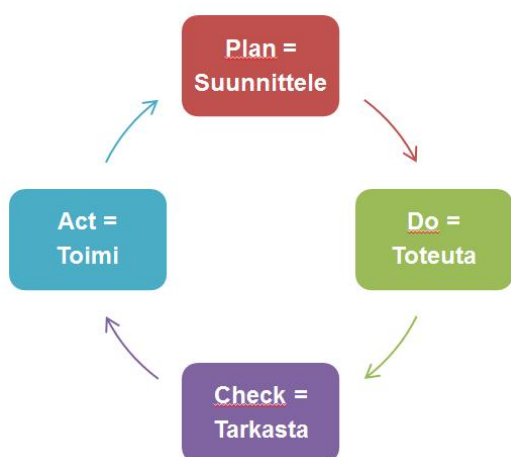 Plan =
Suunnittele
Do =
Toteuta
Check =
Tarkasta
Act =
Toimi